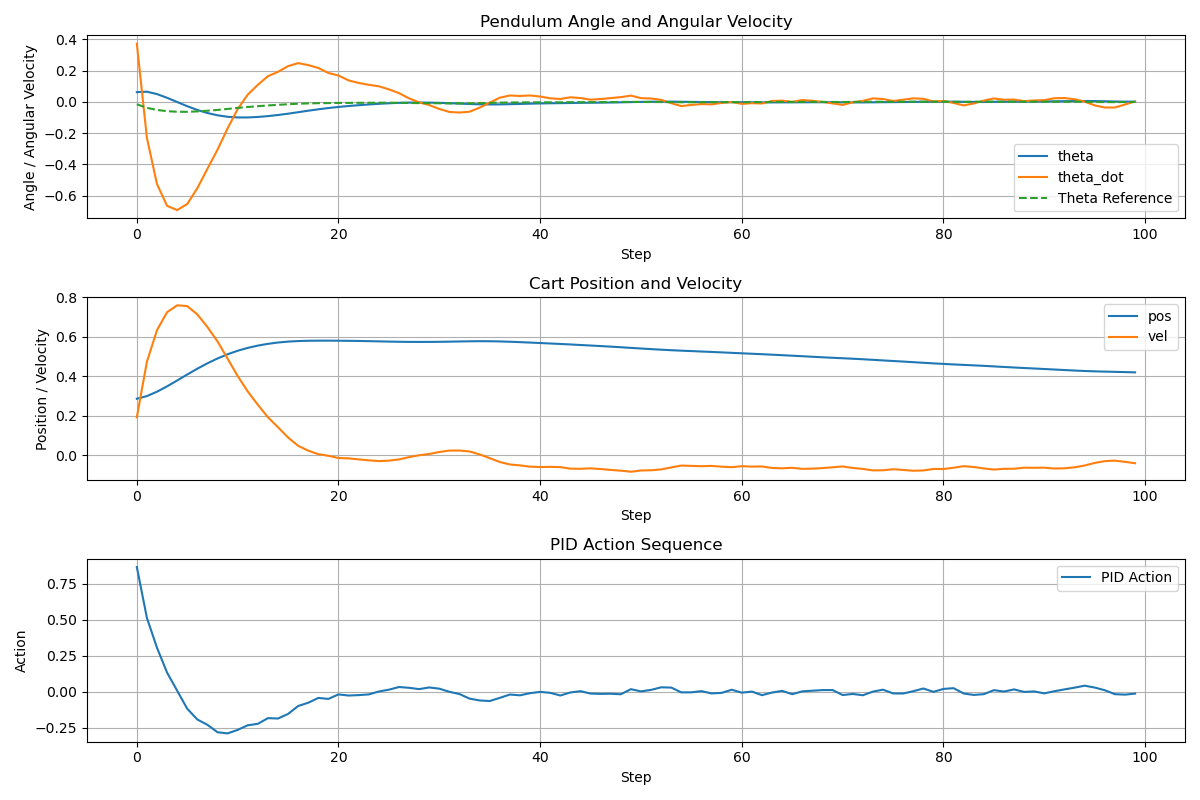 Pendulum Angle and Angular Velocity
Angle / Angular Velocity
0.4
0.2
0.0
−0.2
−0.4
−0.6
theta
theta_dot
Theta Reference
0 20 40 60 80 100
Step
Cart Position and Velocity
Position / Velocity
0.8
0.6
0.4
0.2
0.0
pos
vel
0 20 40 60 80 100
Step
PID Action Sequence
Action
0.75
0.50
0.25
0.00
−0.25
PID Action
0 20 40 60 80 100
Step